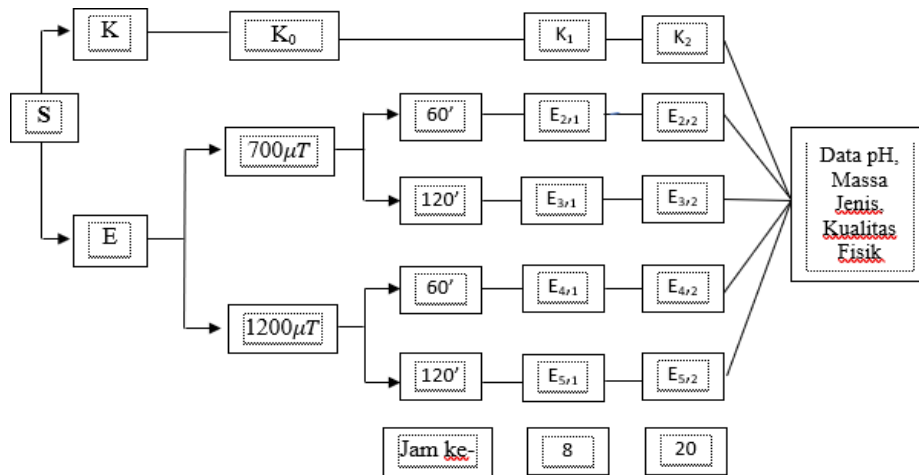 K
K₀
K₁
K₂
S
60′
E₂,₁
E₂,₂
700μT
120′
E₃,₁
E₃,₂
Data pH,
Massa
Jenis,
Kualitas
Fisik
E
60′
E₄,₁
E₄,₂
1200μT
120′
E₅,₁
E₅,₂
Jam ke-
8
20